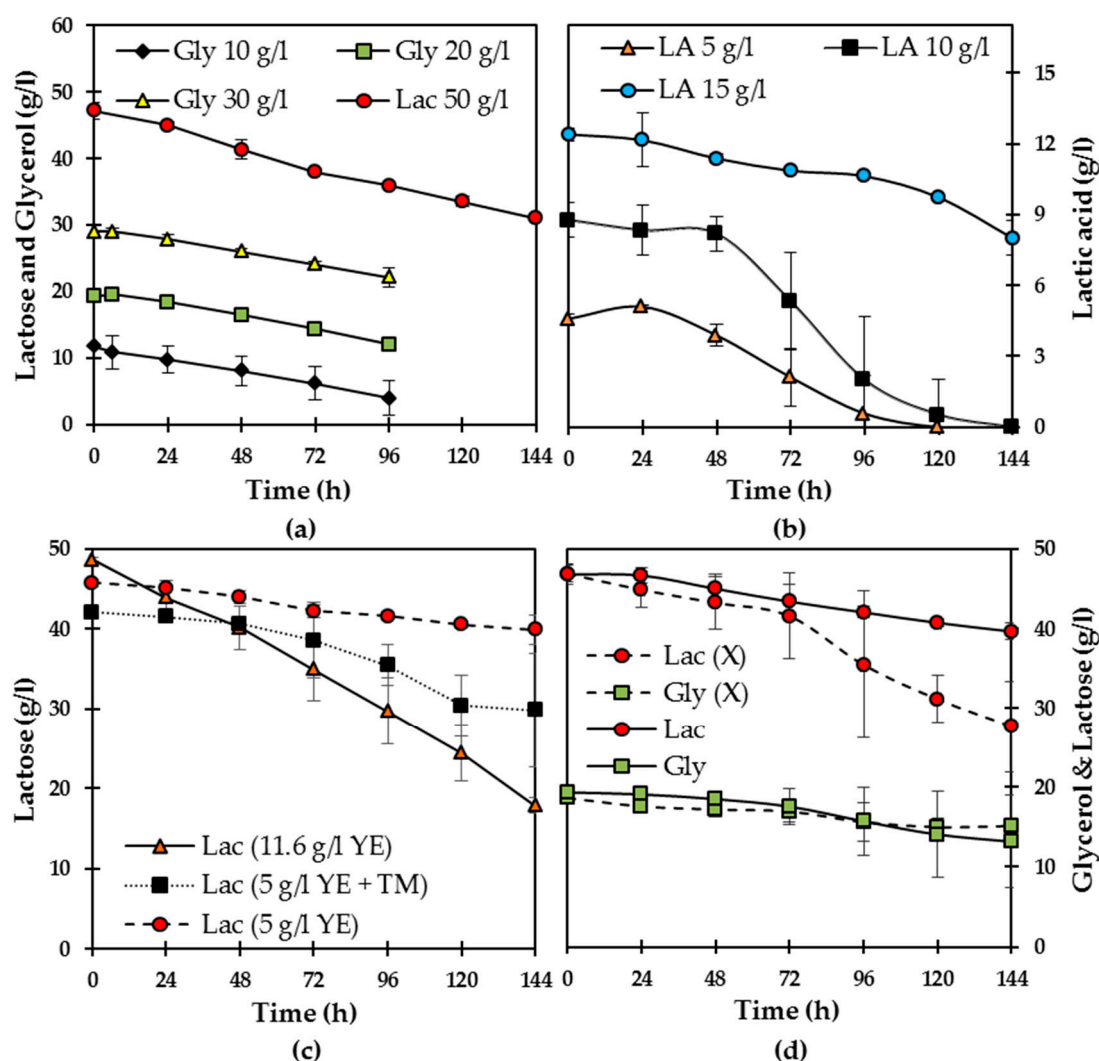 Lactose and Glycerol (g/l)
60
50
40
30
20
10
0
Gly 10 g/l
Gly 20 g/l
Gly 30 g/l
Lac 50 g/l
0 24 48 72 96 120 144
Time (h)
(a)
LA 5 g/l
LA 10 g/l
LA 15 g/l
15
12
9
6
3
0
Lactic acid (g/l)
0 24 48 72 96 120 144
Time (h)
(b)
Lactose (g/l)
50
40
30
20
10
0
Lac (11.6 g/l YE)
Lac (5 g/l YE + TM)
Lac (5 g/l YE)
0 24 48 72 96 120 144
Time (h)
(c)
Lac (X)
Gly (X)
Lac
Gly
50
40
30
20
10
0
Glycerol & Lactose (g/l)
0 24 48 72 96 120 144
Time (h)
(d)